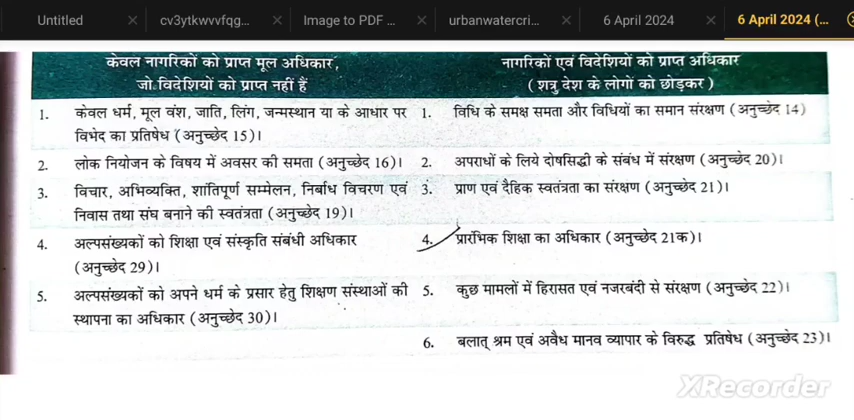 Untitled
cv3ytkwvvfqg...
Image to PDF ...
urbanwatercri...
6 April 2024
6 April 2024 (...
केवल नागरिकों को प्राप्त मूल अधिकार,
जो विदेशियों को प्राप्त नहीं हैं
नागरिकों एवं विदेशियों को प्राप्त अधिकार
( शत्रु देश के लोगों को छोड़कर )
1. केवल धर्म, मूल वंश, जाति, लिंग, जन्मस्थान या के आधार पर
विभेद का प्रतिषेध (अनुच्छेद 15)।
2. लोक नियोजन के विषय में अवसर की समता (अनुच्छेद 16)।
3. विचार, अभिव्यक्ति, शांतिपूर्ण सम्मेलन, निर्बाध विचरण एवं
निवास तथा संघ बनाने की स्वतंत्रता (अनुच्छेद 19)।
4. अल्पसंख्यकों को शिक्षा एवं संस्कृति संबंधी अधिकार
(अनुच्छेद 29)।
5. अल्पसंख्यकों को अपने धर्म के प्रसार हेतु शिक्षण संस्थाओं की
स्थापना का अधिकार (अनुच्छेद 30)।
1. विधि के समक्ष समता और विधियों का समान संरक्षण (अनुच्छेद 14)
2. अपराधों के लिये दोषसिद्धी के संबंध में संरक्षण (अनुच्छेद 20)।
3. प्राण एवं दैहिक स्वतंत्रता का संरक्षण (अनुच्छेद 21)।
4. प्रारंभिक शिक्षा का अधिकार (अनुच्छेद 21क)।
5. कुछ मामलों में हिरासत एवं नजरबंदी से संरक्षण (अनुच्छेद 22)।
6. बलात् श्रम एवं अवैध मानव व्यापार के विरुद्ध प्रतिषेध (अनुच्छेद 23)।
XRecorder